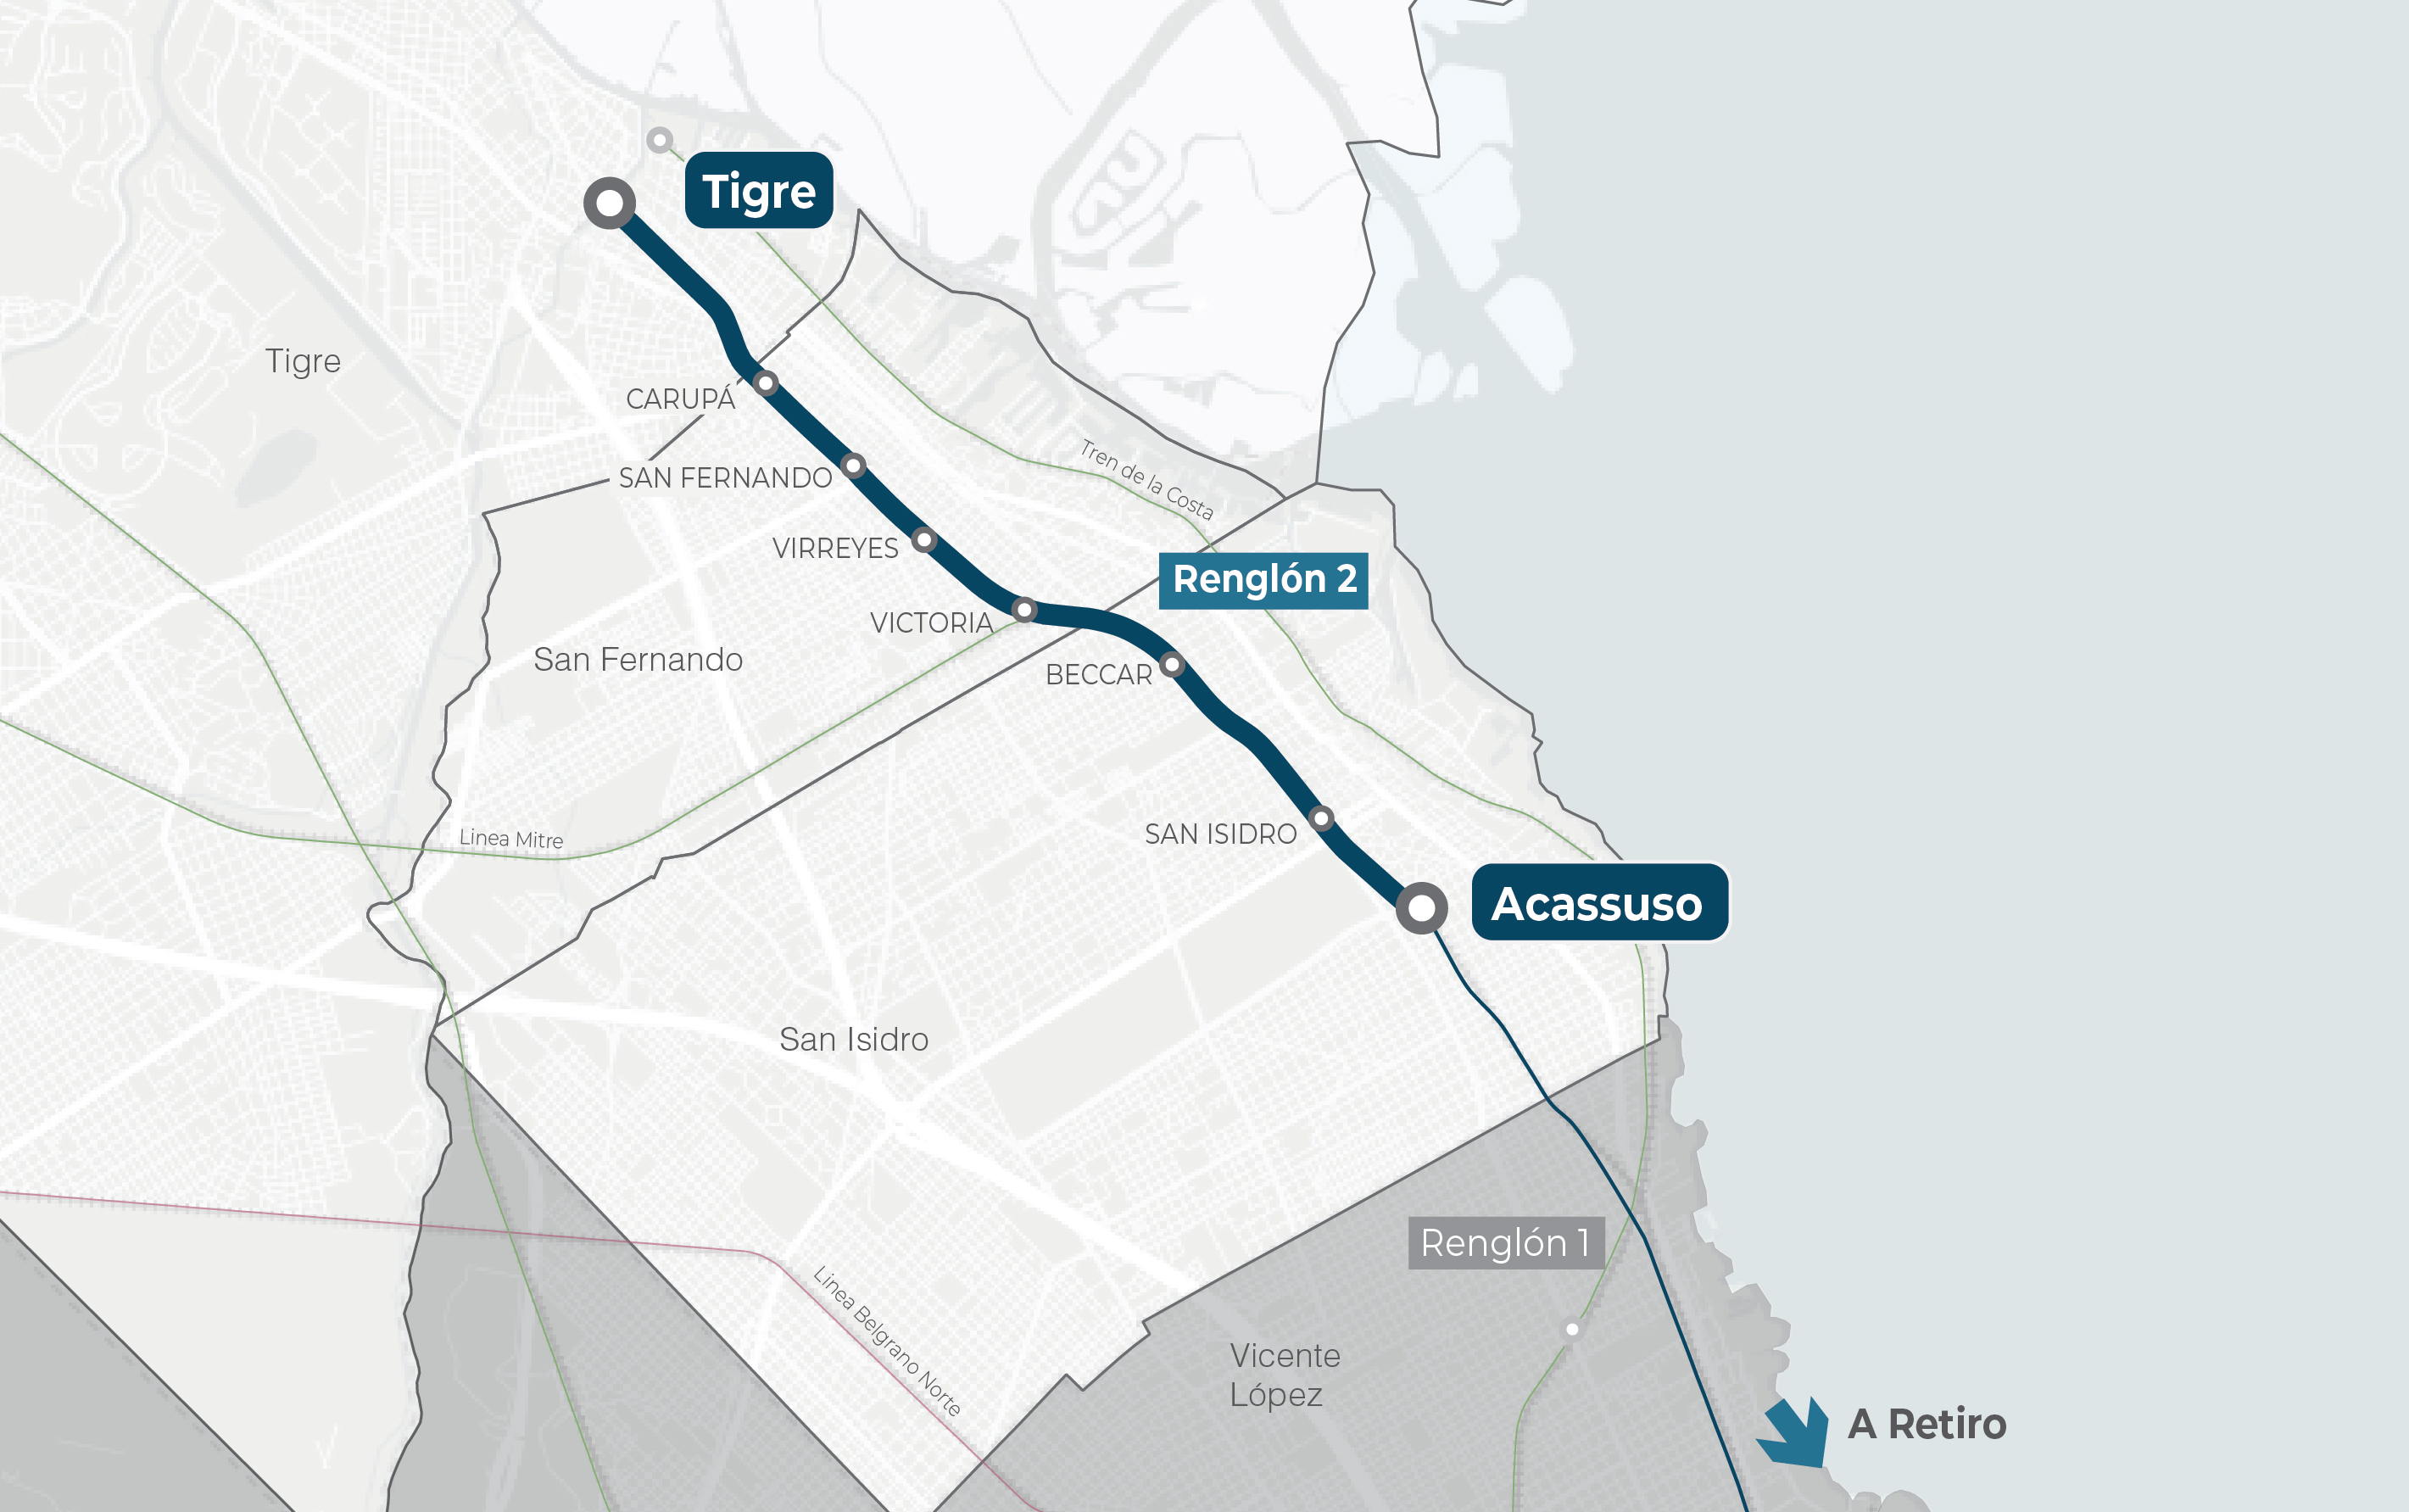 Tigre
Tigre
CARUPÁ
SAN FERNANDO
Tren de la Costa
VIRREYES
Renglón 2
VICTORIA
San Fernando
BECCAR
SAN ISIDRO
Linea Mitre
Acassuso
San Isidro
Renglón 1
Linea Belgrano Norte
Vicente
López
A Retiro